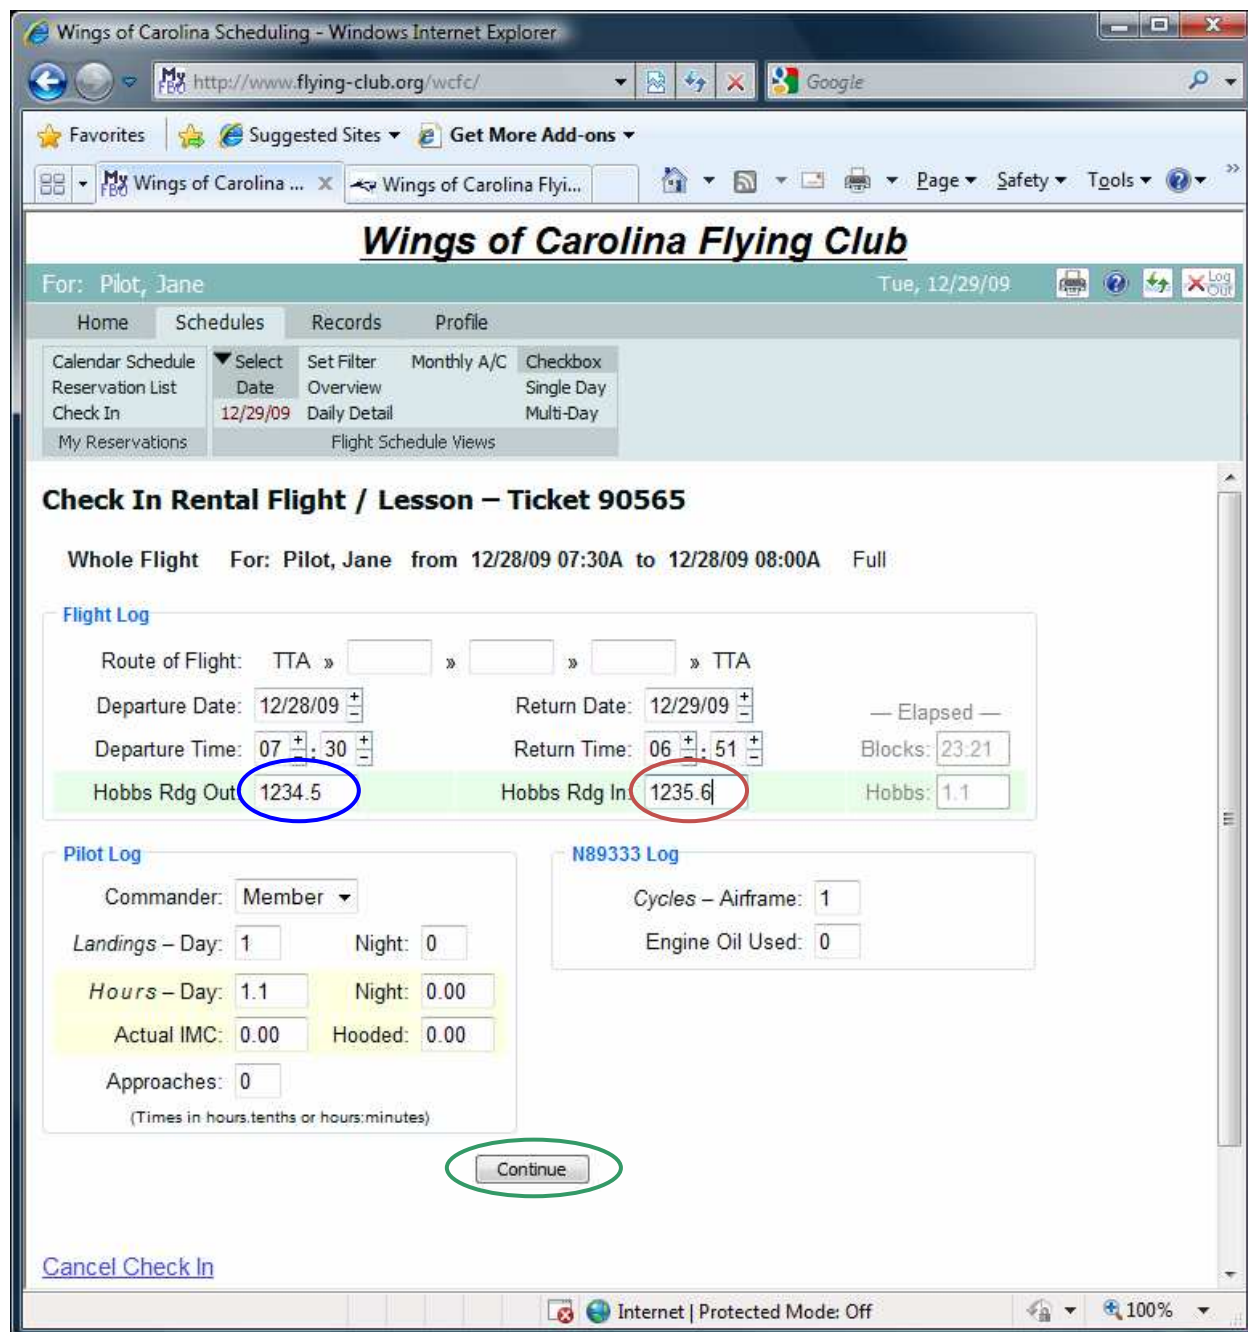 Wings of Carolina Scheduling - Windows Internet Explorer
My FBO http://www.flying-club.org/wcfc/ Google
Favorites Suggested Sites Get More Add-ons
My FBO Wings of Carolina ... x Wings of Carolina Flyi... Page Safety Tools »
Wings of Carolina Flying Club
For: Pilot, Jane Tue, 12/29/09 Log Out
Home Schedules Records Profile
Calendar Schedule Select Set Filter Monthly A/C Checkbox
Reservation List Date Overview Single Day
Check In 12/29/09 Daily Detail Multi-Day
My Reservations Flight Schedule Views
Check In Rental Flight / Lesson – Ticket 90565
Whole Flight For: Pilot, Jane from 12/28/09 07:30A to 12/28/09 08:00A Full
Flight Log
Route of Flight: TTA » » » » TTA
Departure Date: 12/28/09 + − Return Date: 12/29/09 + − — Elapsed —
Departure Time: 07 + − : 30 + − Return Time: 06 + − : 51 + − Blocks: 23:21
Hobbs Rdg Out: 1234.5 Hobbs Rdg In: 1235.6 Hobbs: 1.1
Pilot Log N89333 Log
Commander: Member Cycles – Airframe: 1
Landings – Day: 1 Night: 0 Engine Oil Used: 0
Hours – Day: 1.1 Night: 0.00
Actual IMC: 0.00 Hooded: 0.00
Approaches: 0
(Times in hours.tenths or hours:minutes)
Continue
Cancel Check In
Internet | Protected Mode: Off 100%